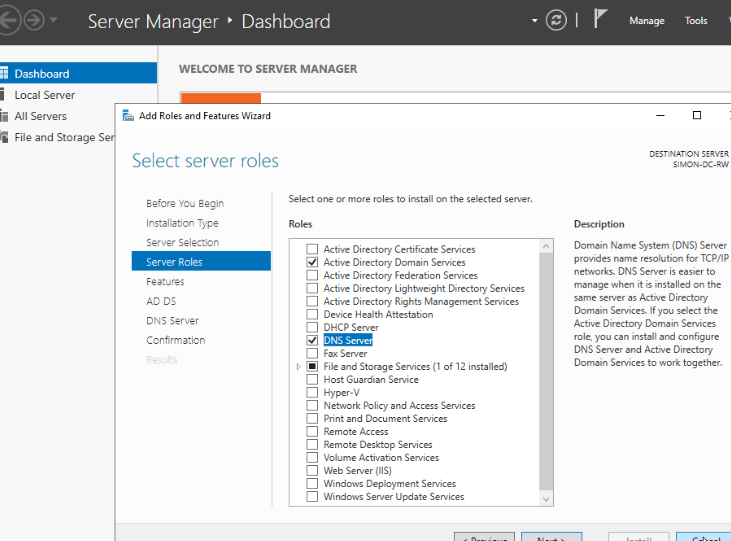 Server Manager ‣ Dashboard
Manage Tools
Dashboard
Local Server
All Servers
File and Storage Ser
WELCOME TO SERVER MANAGER
Add Roles and Features Wizard
Select server roles
DESTINATION SERVER
SIMON-DC-RW
Before You Begin
Installation Type
Server Selection
Server Roles
Features
AD DS
DNS Server
Confirmation
Results
Select one or more roles to install on the selected server.
Roles
Active Directory Certificate Services
Active Directory Domain Services
Active Directory Federation Services
Active Directory Lightweight Directory Services
Active Directory Rights Management Services
Device Health Attestation
DHCP Server
DNS Server
Fax Server
File and Storage Services (1 of 12 installed)
Host Guardian Service
Hyper-V
Network Policy and Access Services
Print and Document Services
Remote Access
Remote Desktop Services
Volume Activation Services
Web Server (IIS)
Windows Deployment Services
Windows Server Update Services
Description
Domain Name System (DNS) Server
provides name resolution for TCP/IP
networks. DNS Server is easier to
manage when it is installed on the
same server as Active Directory
Domain Services. If you select the
Active Directory Domain Services
role, you can install and configure
DNS Server and Active Directory
Domain Services to work together.
< Previous
Next >
Install
Cancel